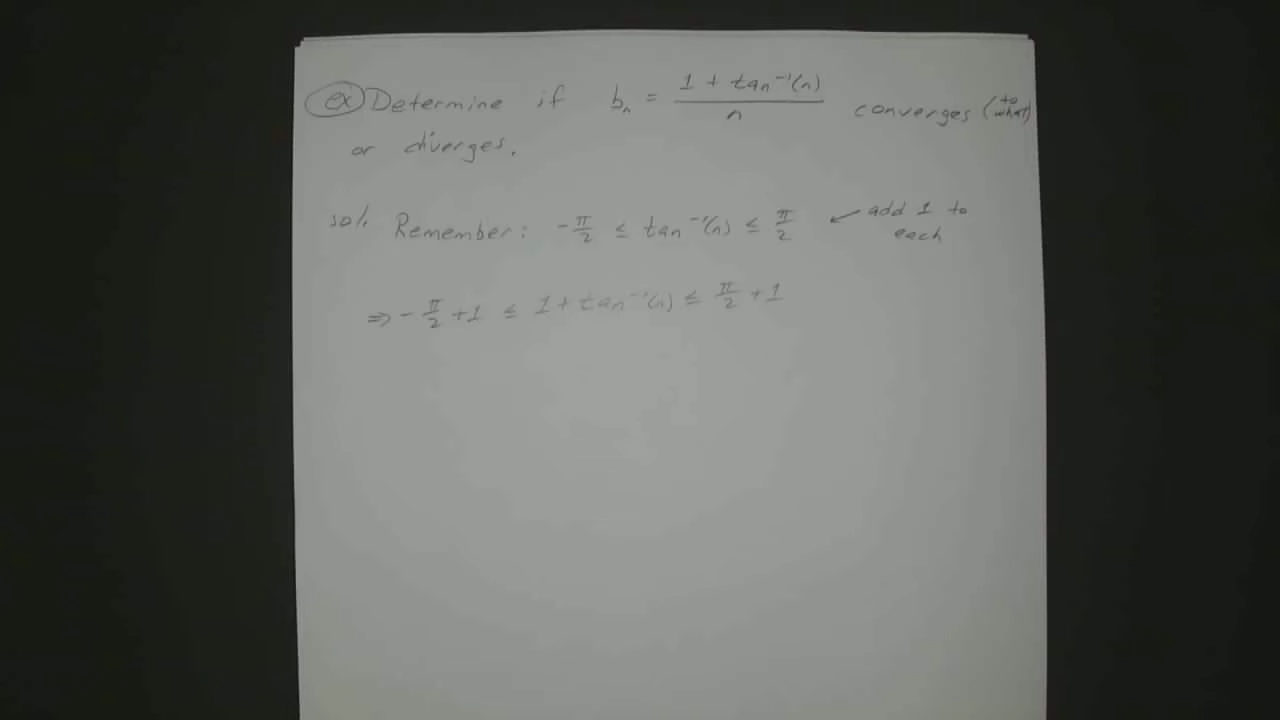 ex Determine if bₙ = (1 + tan⁻¹(n))/n converges (to what)
or diverges.
sol: Remember: -π/2 ≤ tan⁻¹(n) ≤ π/2 ↙ add 1 to each
⇒ -π/2 + 1 ≤ 1 + tan⁻¹(n) ≤ π/2 + 1